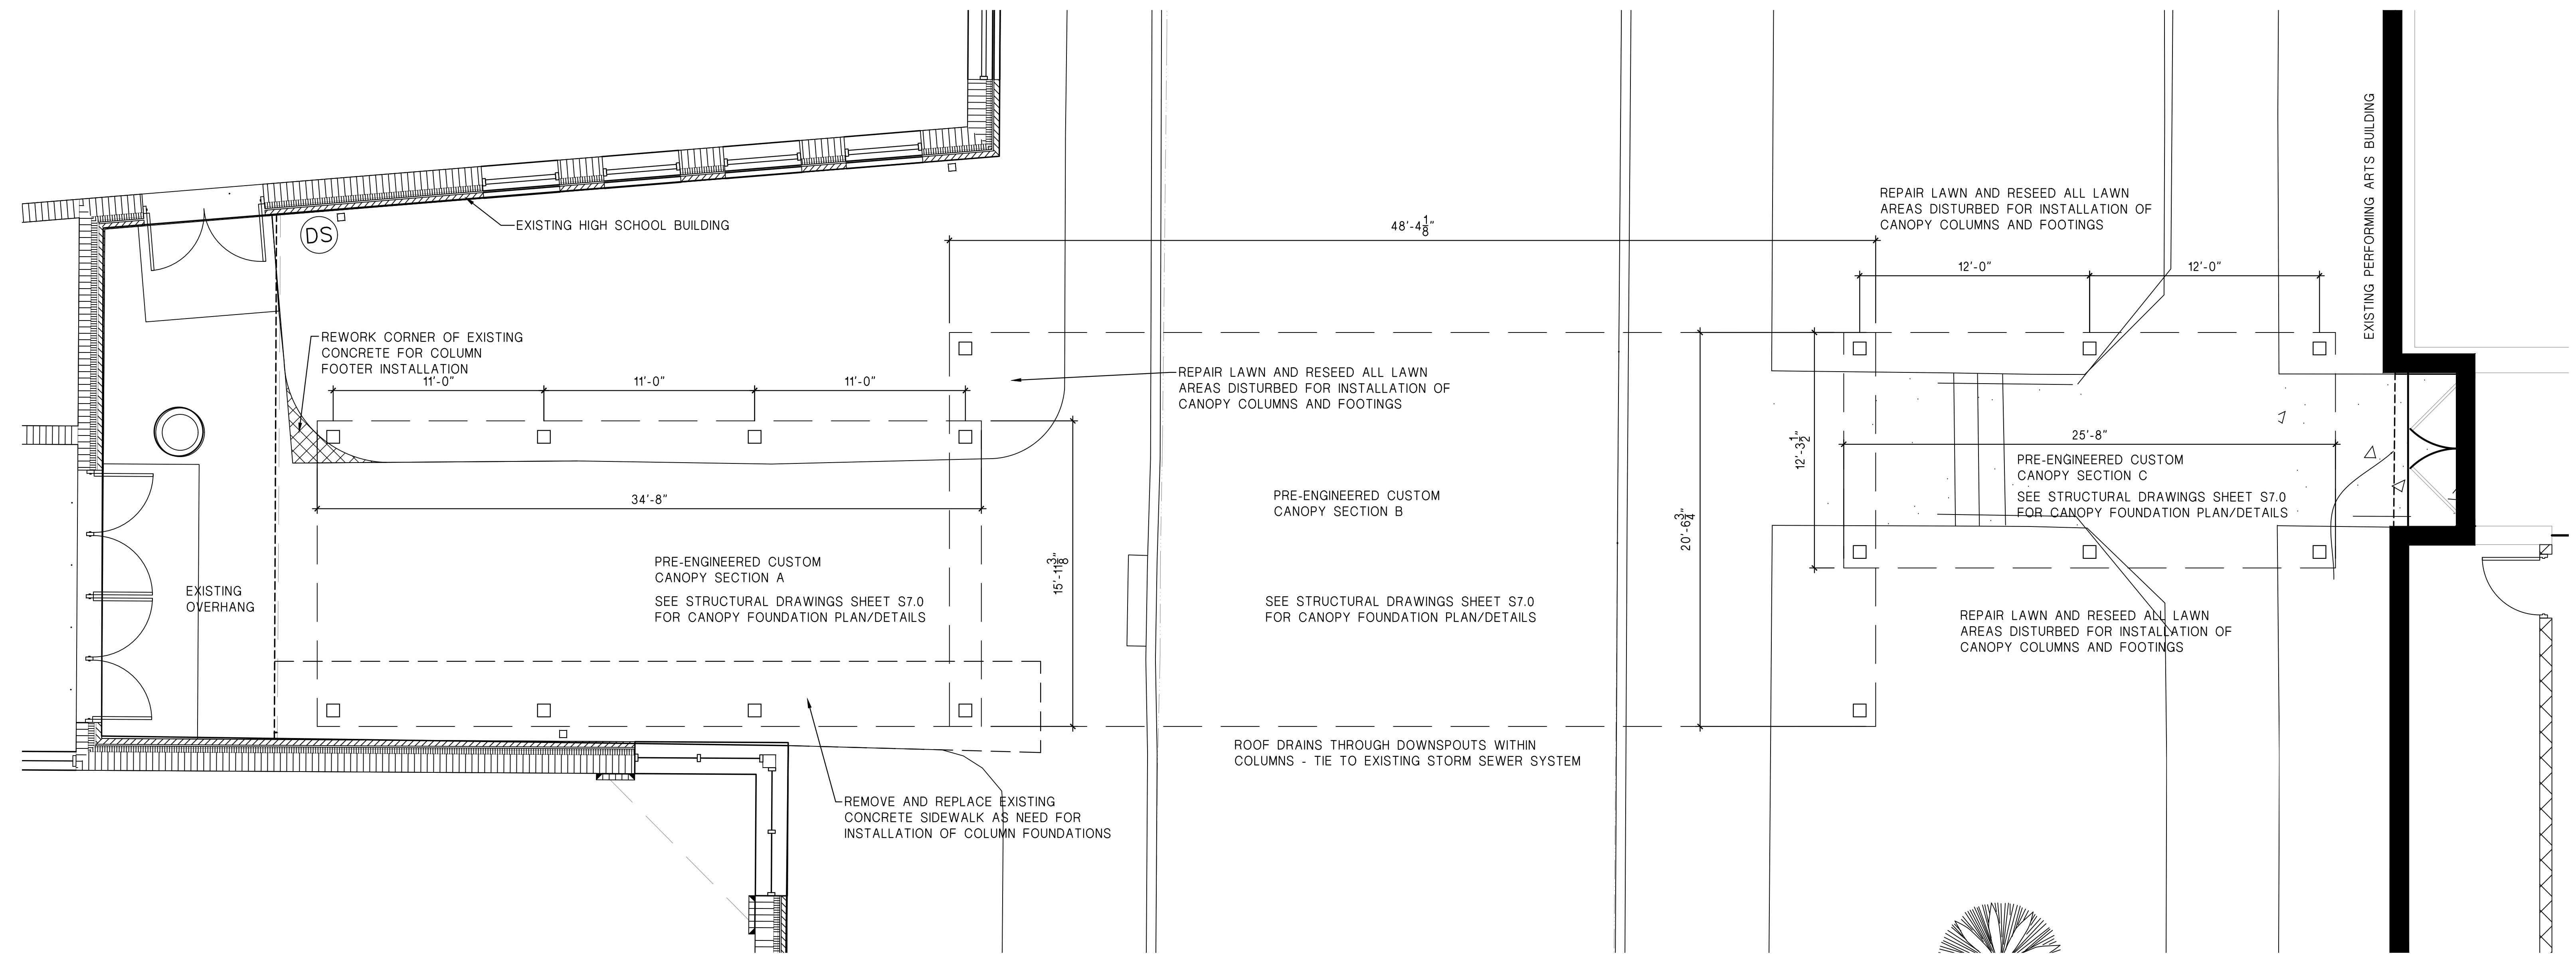 EXISTING PERFORMING ARTS BUILDING
REPAIR LAWN AND RESEED ALL LAWN
AREAS DISTURBED FOR INSTALLATION OF
CANOPY COLUMNS AND FOOTINGS
EXISTING HIGH SCHOOL BUILDING
DS
48'-4 1/8"
12'-0"
12'-0"
REWORK CORNER OF EXISTING
CONCRETE FOR COLUMN
FOOTER INSTALLATION
11'-0"
11'-0"
11'-0"
REPAIR LAWN AND RESEED ALL LAWN
AREAS DISTURBED FOR INSTALLATION OF
CANOPY COLUMNS AND FOOTINGS
34'-8"
15'-11 3/8"
PRE-ENGINEERED CUSTOM
CANOPY SECTION B
20'-6 3/4"
12'-3 1/2"
25'-8"
PRE-ENGINEERED CUSTOM
CANOPY SECTION C
SEE STRUCTURAL DRAWINGS SHEET S7.0
FOR CANOPY FOUNDATION PLAN/DETAILS
PRE-ENGINEERED CUSTOM
CANOPY SECTION A
SEE STRUCTURAL DRAWINGS SHEET S7.0
FOR CANOPY FOUNDATION PLAN/DETAILS
EXISTING
OVERHANG
SEE STRUCTURAL DRAWINGS SHEET S7.0
FOR CANOPY FOUNDATION PLAN/DETAILS
REPAIR LAWN AND RESEED ALL LAWN
AREAS DISTURBED FOR INSTALLATION OF
CANOPY COLUMNS AND FOOTINGS
ROOF DRAINS THROUGH DOWNSPOUTS WITHIN
COLUMNS - TIE TO EXISTING STORM SEWER SYSTEM
REMOVE AND REPLACE EXISTING
CONCRETE SIDEWALK AS NEED FOR
INSTALLATION OF COLUMN FOUNDATIONS